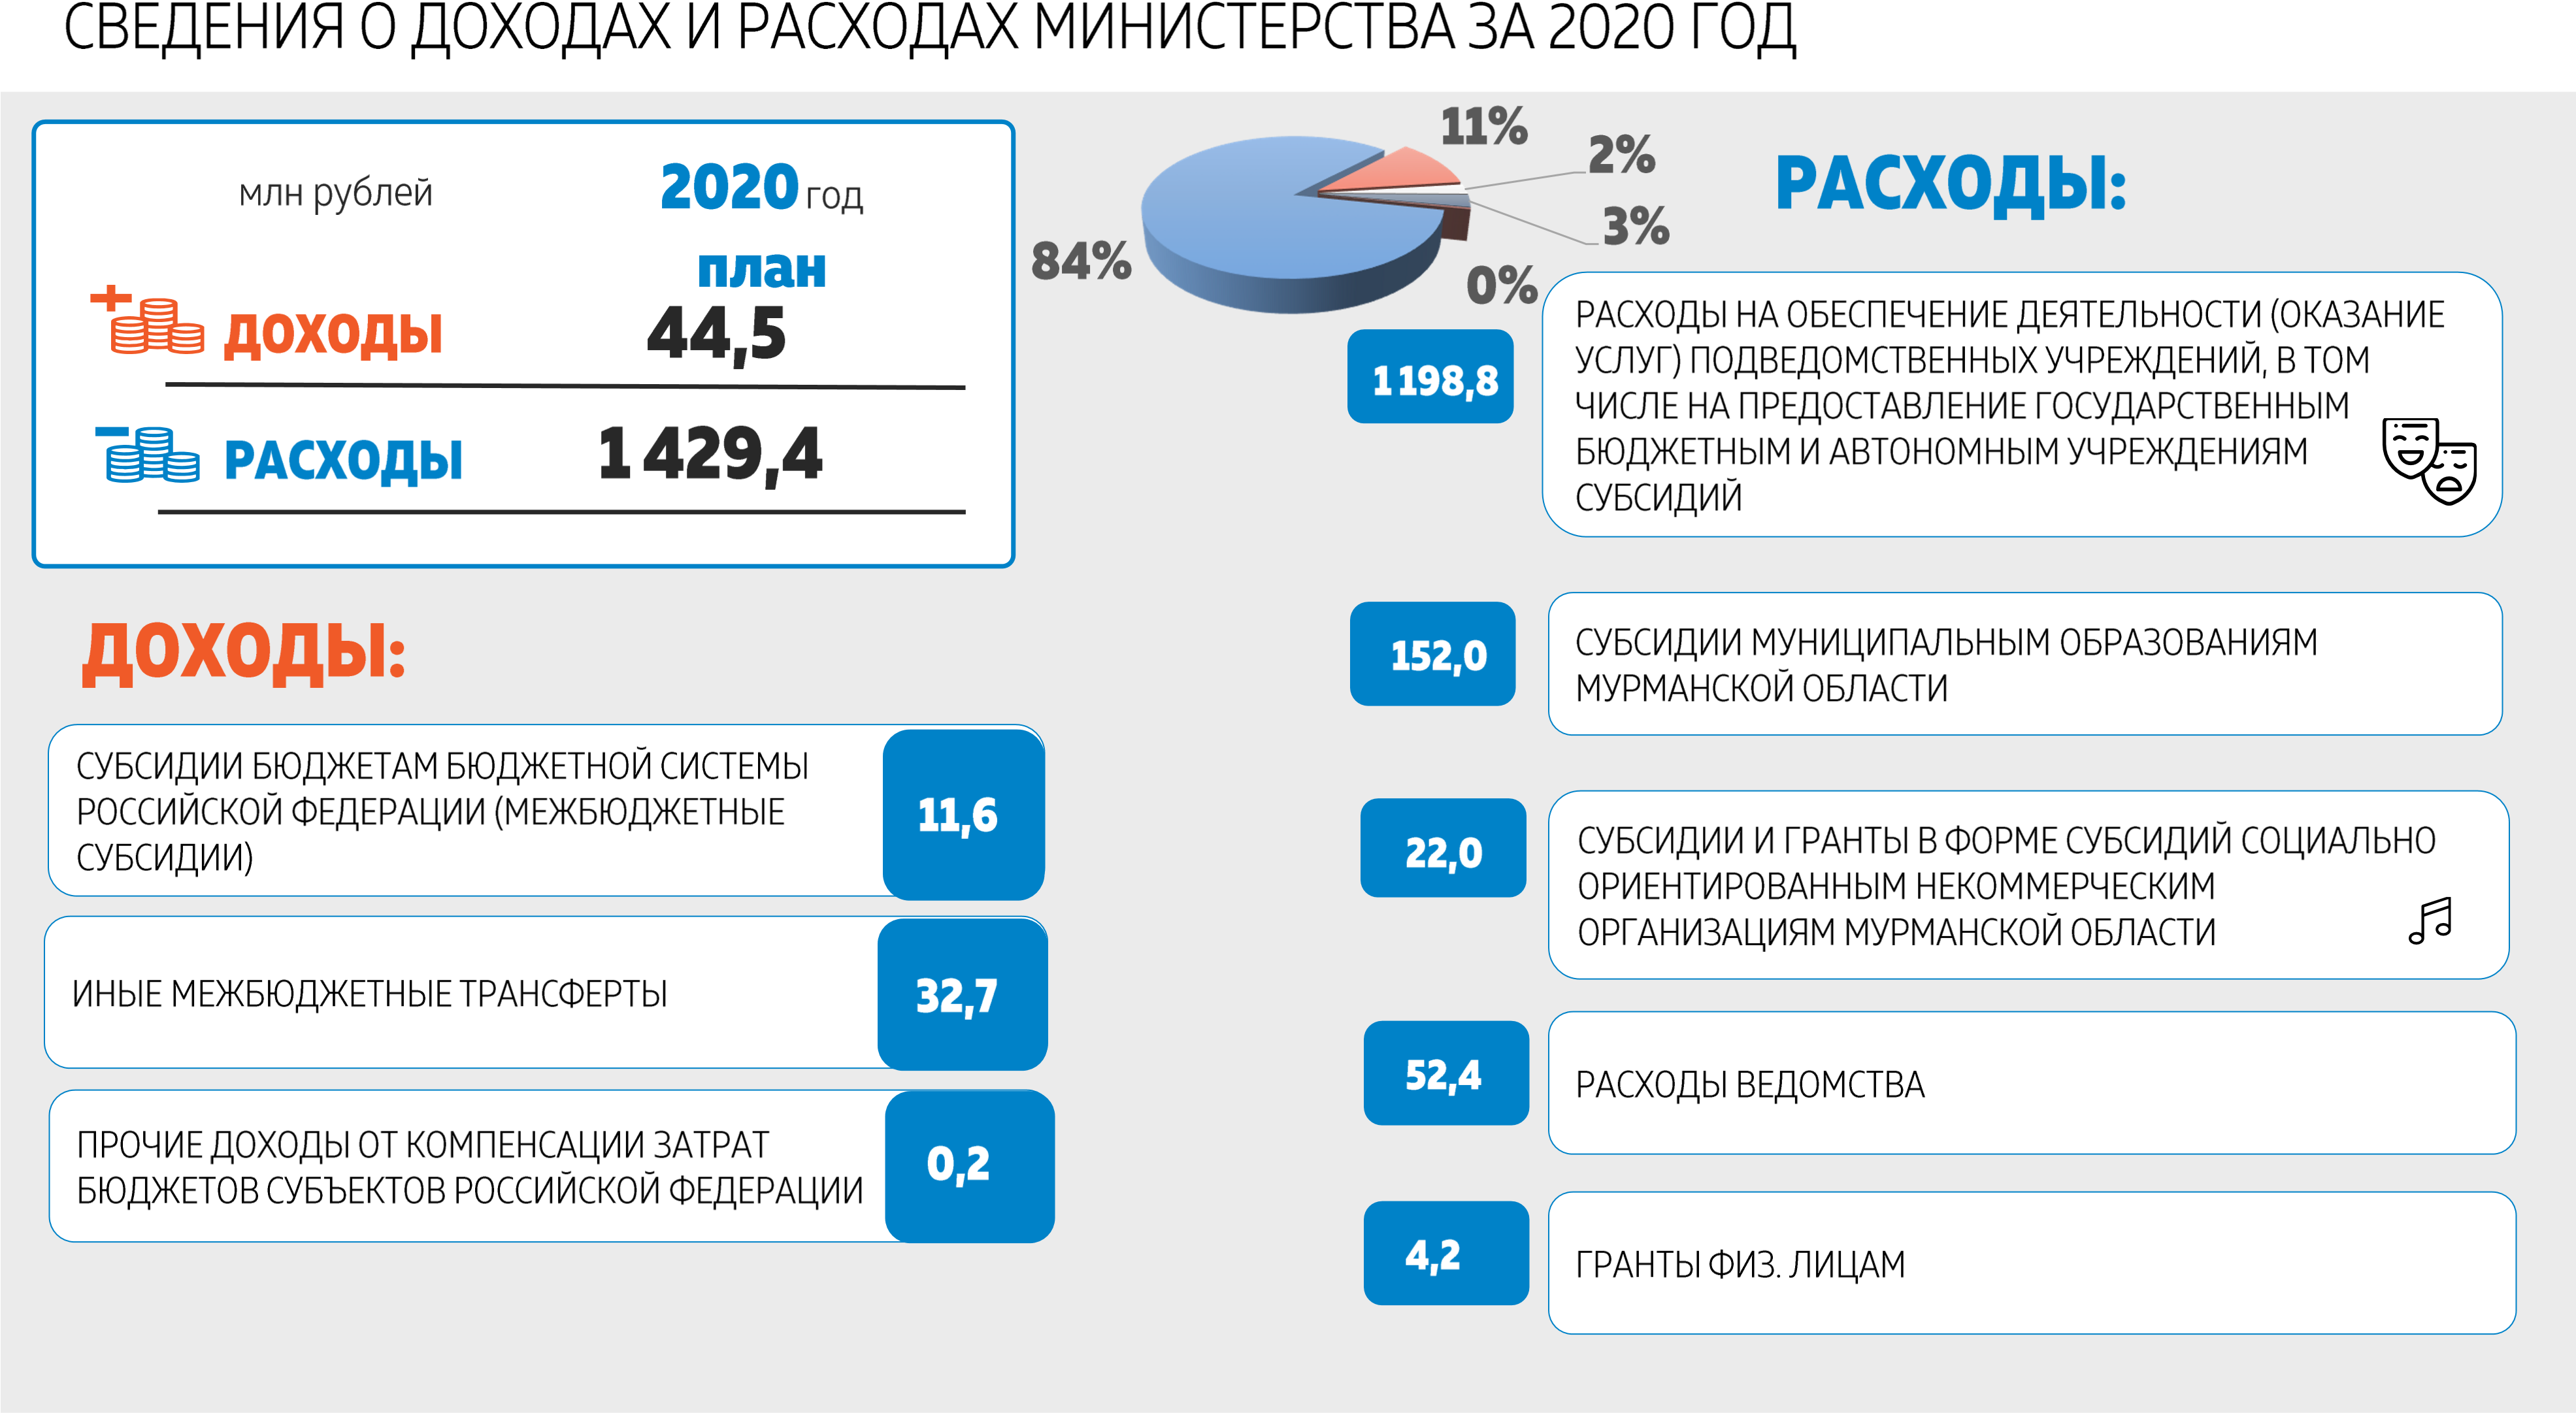 СВЕДЕНИЯ О ДОХОДАХ И РАСХОДАХ МИНИСТЕРСТВА ЗА 2020 ГОД
млн рублей
2020 год
план
ДОХОДЫ
44,5
РАСХОДЫ
1 429,4
84%
11%
2%
3%
0%
РАСХОДЫ:
1 198,8
РАСХОДЫ НА ОБЕСПЕЧЕНИЕ ДЕЯТЕЛЬНОСТИ (ОКАЗАНИЕ
УСЛУГ) ПОДВЕДОМСТВЕННЫХ УЧРЕЖДЕНИЙ, В ТОМ
ЧИСЛЕ НА ПРЕДОСТАВЛЕНИЕ ГОСУДАРСТВЕННЫМ
БЮДЖЕТНЫМ И АВТОНОМНЫМ УЧРЕЖДЕНИЯМ
СУБСИДИЙ
152,0
СУБСИДИИ МУНИЦИПАЛЬНЫМ ОБРАЗОВАНИЯМ
МУРМАНСКОЙ ОБЛАСТИ
22,0
СУБСИДИИ И ГРАНТЫ В ФОРМЕ СУБСИДИЙ СОЦИАЛЬНО
ОРИЕНТИРОВАННЫМ НЕКОММЕРЧЕСКИМ
ОРГАНИЗАЦИЯМ МУРМАНСКОЙ ОБЛАСТИ
52,4
РАСХОДЫ ВЕДОМСТВА
4,2
ГРАНТЫ ФИЗ. ЛИЦАМ
ДОХОДЫ:
СУБСИДИИ БЮДЖЕТАМ БЮДЖЕТНОЙ СИСТЕМЫ
РОССИЙСКОЙ ФЕДЕРАЦИИ (МЕЖБЮДЖЕТНЫЕ
СУБСИДИИ)
11,6
ИНЫЕ МЕЖБЮДЖЕТНЫЕ ТРАНСФЕРТЫ
32,7
ПРОЧИЕ ДОХОДЫ ОТ КОМПЕНСАЦИИ ЗАТРАТ
БЮДЖЕТОВ СУБЪЕКТОВ РОССИЙСКОЙ ФЕДЕРАЦИИ
0,2